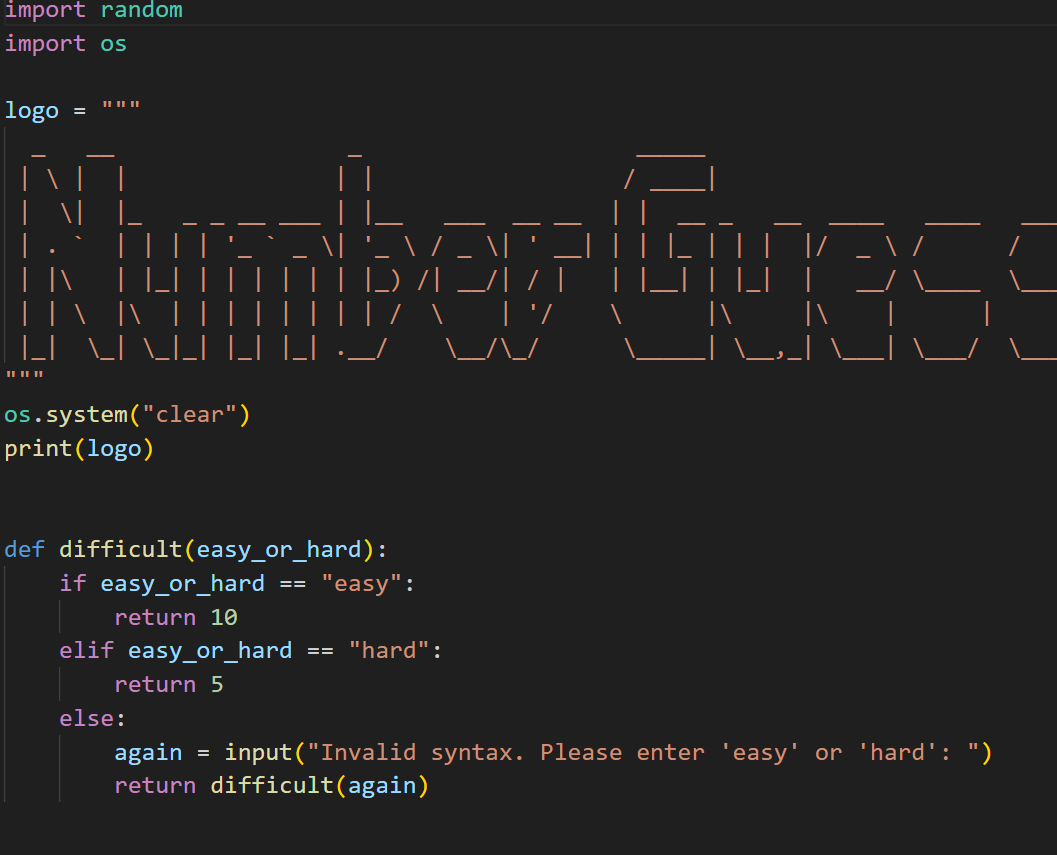 import random
import os
logo = """
  _   __                 _                    _____
 | \ |  |               | |                  / ____|
 |  \|  |_   _ _ __ ___ | |__   ___  __ __  | |  __ _   __  ____   ____   ___
 | . `  | | | | '_ ` _ \| '_ \ / _ \| ' __| | | |_ | | |  |/  _ \ /      /
 | |\   | |_| | | | | | | |_) /| __/| / |   | |__| | |_|  |   __/ \____  \___
 | | \  |\  | | | | | | | | /  \    | '/    \      |\     |\    |      |
 |_|  \_| \_|_| |_| |_| .__/    \__/\_/      \_____| \__,_| \___| \___/  \___
"""
os.system("clear")
print(logo)
def difficult(easy_or_hard):
    if easy_or_hard == "easy":
        return 10
    elif easy_or_hard == "hard":
        return 5
    else:
        again = input("Invalid syntax. Please enter 'easy' or 'hard': ")
        return difficult(again)